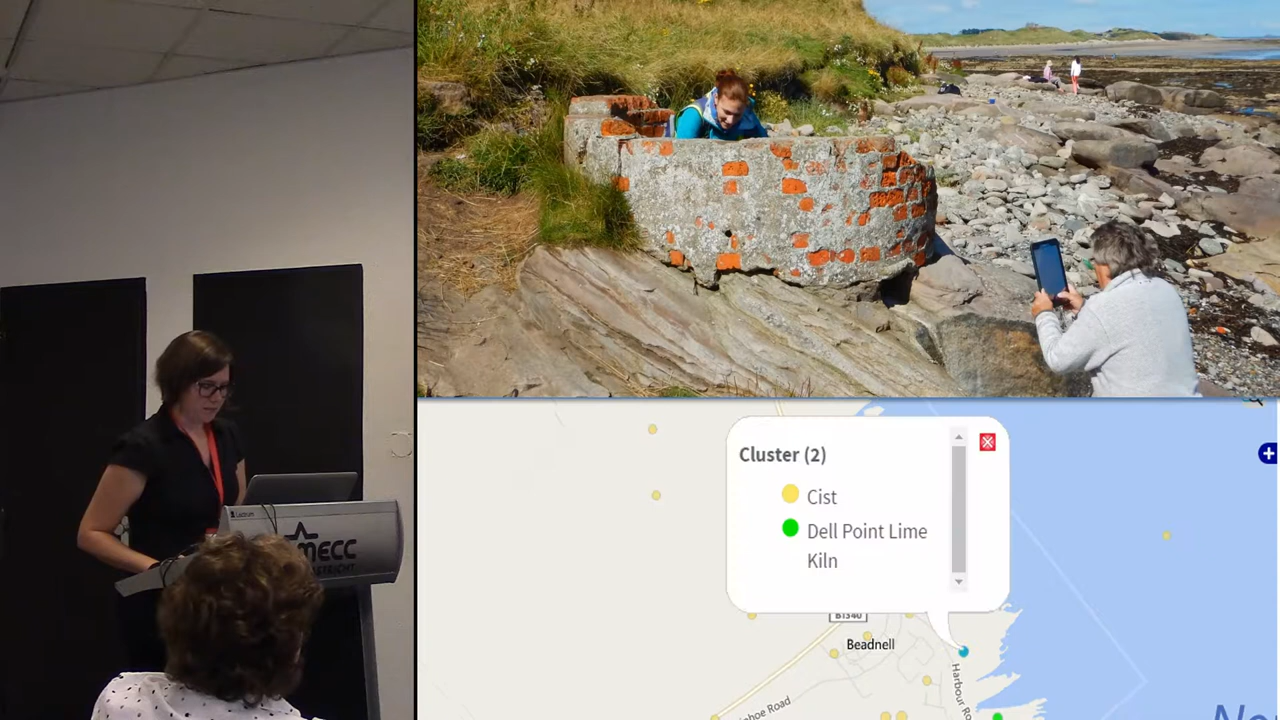 Cluster (2)
Cist
Dell Point Lime
Kiln
B1340
Beadnell
Harbour
Road
MECC